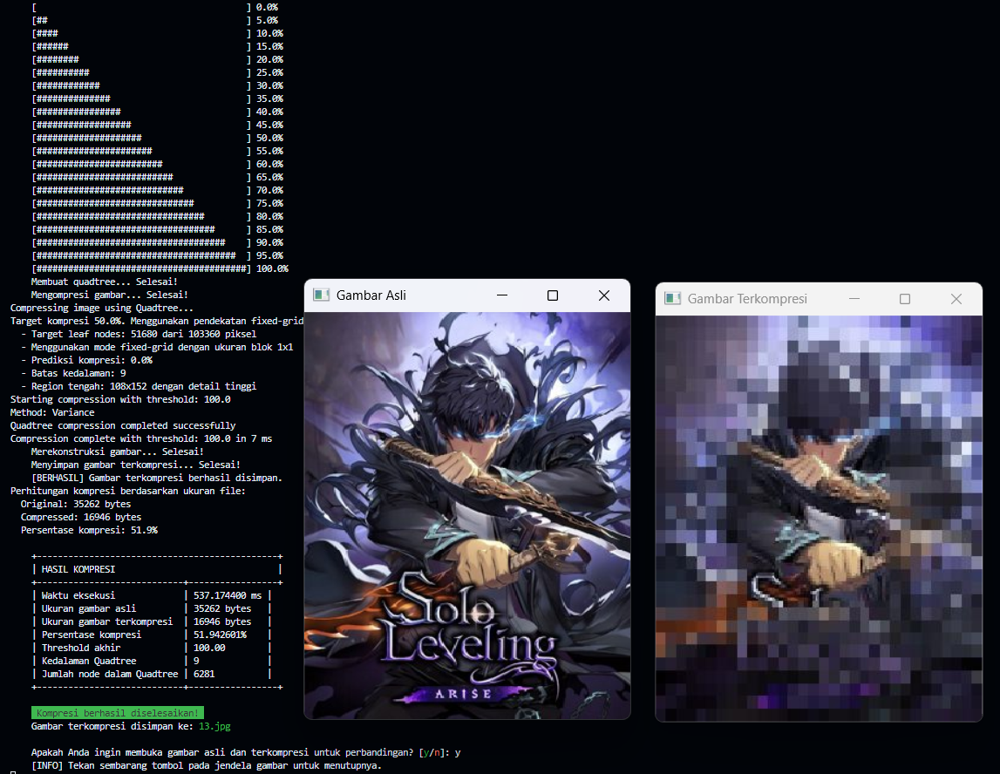 [                                        ] 0.0%
[##                                      ] 5.0%
[####                                    ] 10.0%
[######                                  ] 15.0%
[########                                ] 20.0%
[##########                              ] 25.0%
[############                            ] 30.0%
[##############                          ] 35.0%
[################                        ] 40.0%
[##################                      ] 45.0%
[####################                    ] 50.0%
[######################                  ] 55.0%
[########################                ] 60.0%
[##########################              ] 65.0%
[############################            ] 70.0%
[##############################          ] 75.0%
[################################        ] 80.0%
[##################################      ] 85.0%
[####################################    ] 90.0%
[######################################  ] 95.0%
[########################################] 100.0%
Membuat quadtree... Selesai!
Mengompresi gambar... Selesai!
Compressing image using Quadtree...
Target kompresi 50.0%. Menggunakan pendekatan fixed-grid
- Target leaf nodes: 51680 dari 103360 piksel
- Menggunakan mode fixed-grid dengan ukuran blok 1x1
- Prediksi kompresi: 0.0%
- Batas kedalaman: 9
- Region tengah: 108x152 dengan detail tinggi
Starting compression with threshold: 100.0
Method: Variance
Quadtree compression completed successfully
Compression complete with threshold: 100.0 in 7 ms
Merekonstruksi gambar... Selesai!
Menyimpan gambar terkompresi... Selesai!
[BERHASIL] Gambar terkompresi berhasil disimpan.
Perhitungan kompresi berdasarkan ukuran file:
Original: 35262 bytes
Compressed: 16946 bytes
Persentase kompresi: 51.9%
+----------------------------------------------+
| HASIL KOMPRESI                               |
+----------------------------+-----------------+
| Waktu eksekusi             | 537.174400 ms |
| Ukuran gambar asli         | 35262 bytes   |
| Ukuran gambar terkompresi  | 16946 bytes   |
| Persentase kompresi        | 51.942601%    |
| Threshold akhir            | 100.00        |
| Kedalaman Quadtree         | 9             |
| Jumlah node dalam Quadtree | 6281          |
+----------------------------+-----------------+
Kompresi berhasil diselesaikan!
Gambar terkompresi disimpan ke: 13.jpg
Apakah Anda ingin membuka gambar asli dan terkompresi untuk perbandingan? [y/n]: y
[INFO] Tekan sembarang tombol pada jendela gambar untuk menutupnya.
Gambar Asli
Solo
Leveling
ARISE
Gambar Terkompresi